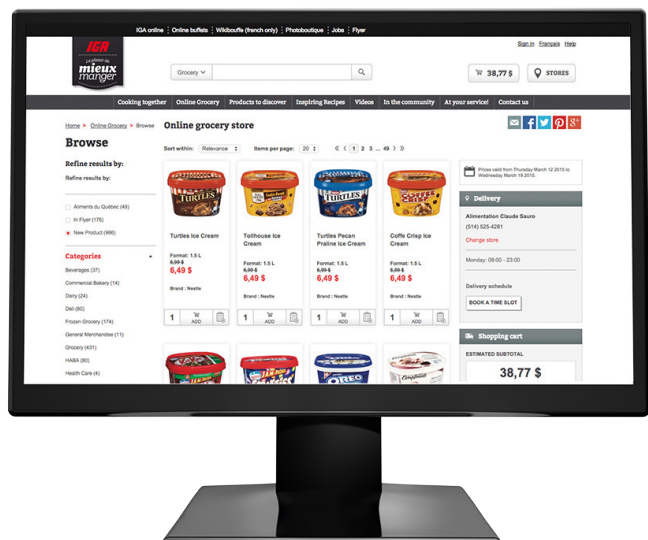 IGA online Online buffets Wikibouffe (french only) Photoboutique Jobs Flyer
IGA
Le plaisir de
mieux
manger
Sign in Français Help
Grocery
38,77 $
STORES
Cooking together Online Grocery Products to discover Inspiring Recipes Videos In the community At your service! Contact us
Home > Online Grocery > Browse
Online grocery store
Browse
Sort within: Relevance Items per page: 20 « < 1 2 3 ... 49 > »
Refine results by:
Refine results by:
Aliments du Québec (49)
In Flyer (176)
New Product (966)
Categories
Beverages (37)
Commercial Bakery (14)
Dairy (24)
Deli (80)
Frozen Grocery (174)
General Merchandise (11)
Grocery (431)
HABA (80)
Health Care (4)
TURTLES
TURTLES
COFFEE CRISP
Turtles Ice Cream
Tollhouse Ice
Cream
Turtles Pecan
Praline Ice Cream
Coffe Crisp Ice
Cream
Format: 1.5 L
6,99 $
6,49 $
Brand : Nestle
Format: 1.5 L
6,99 $
6,49 $
Brand : Nestle
Format: 1.5 L
6,99 $
6,49 $
Brand : Nestle
Format: 1.5 L
6,99 $
6,49 $
Brand : Nestle
1 ADD
1 ADD
1 ADD
1 ADD
OREO
Prices valid from Thursday March 12 2015 to
Wednesday March 18 2015.
Delivery
Alimentation Claude Sauro
(514) 525-4281
Change store
Monday: 08:00 - 23:00
Delivery schedule
BOOK A TIME SLOT
Shopping cart
ESTIMATED SUBTOTAL
38,77 $